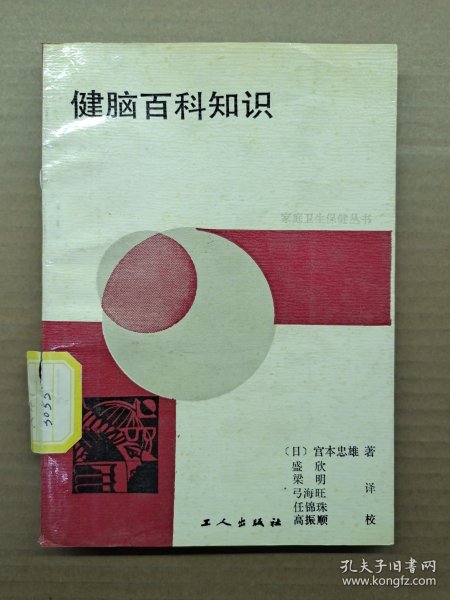 健脑百科知识
家庭卫生保健丛书
〔日〕宫本忠雄 著
盛 欣
梁 明
弓海旺 译
任锦珠
高振顺 校
工人出版社
3055
孔夫子旧书网
www.kongfz.com